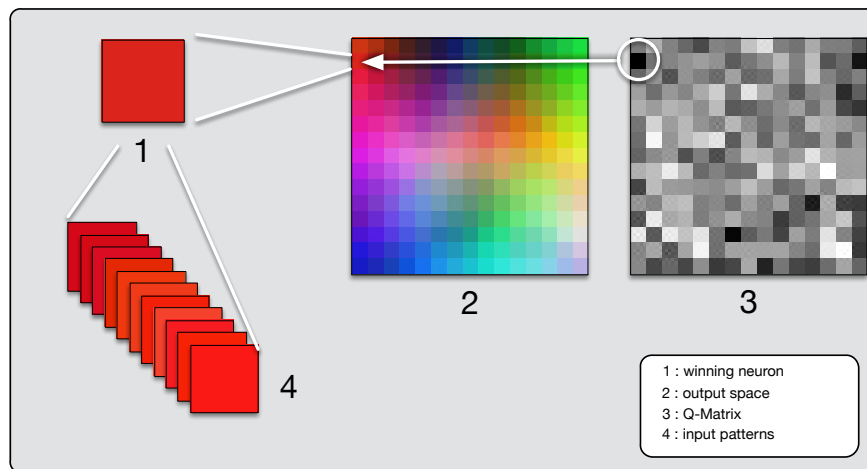 1
2
3
4
1 : winning neuron
2 : output space
3 : Q-Matrix
4 : input patterns